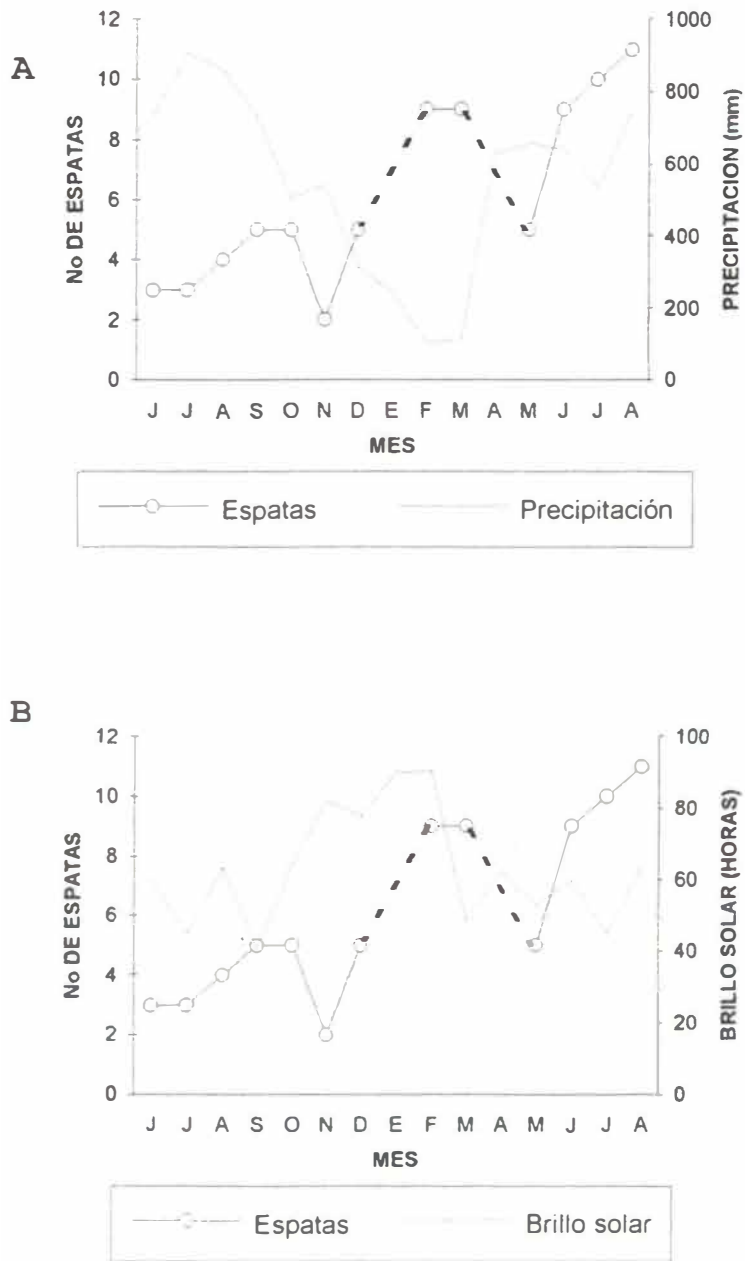 A
12
10
8
6
4
2
0
No DE ESPATAS
1000
800
600
400
200
0
PRECIPITACION (mm)
J J A S O N D E F M A M J J A
MES
Espatas Precipitación
B
12
10
8
6
4
2
0
No DE ESPATAS
100
80
60
40
20
0
BRILLO SOLAR (HORAS)
J J A S O N D E F M A M J J A
MES
Espatas Brillo solar